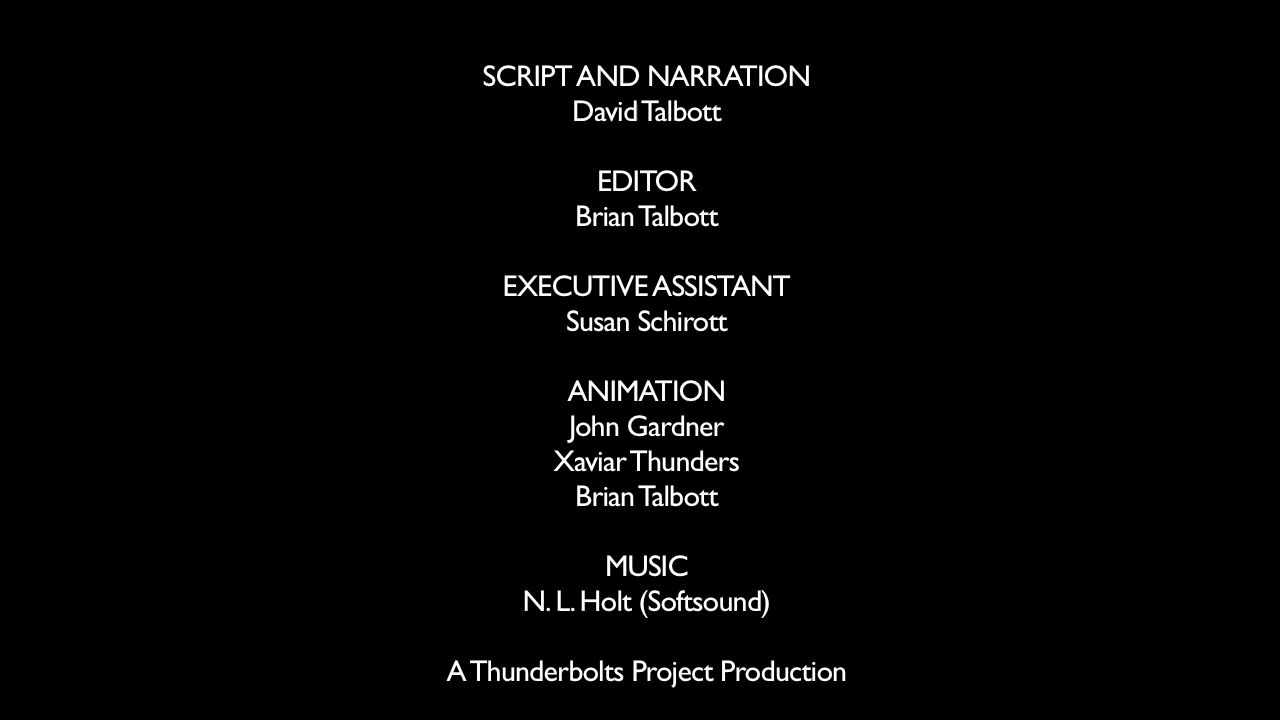 SCRIPT AND NARRATION
David Talbott
EDITOR
Brian Talbott
EXECUTIVE ASSISTANT
Susan Schirott
ANIMATION
John Gardner
Xaviar Thunders
Brian Talbott
MUSIC
N. L. Holt (Softsound)
A Thunderbolts Project Production